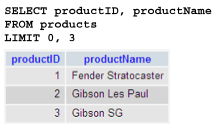 SELECT productID, productName
FROM products
LIMIT 0, 3
productID productName
1 Fender Stratocaster
2 Gibson Les Paul
3 Gibson SG